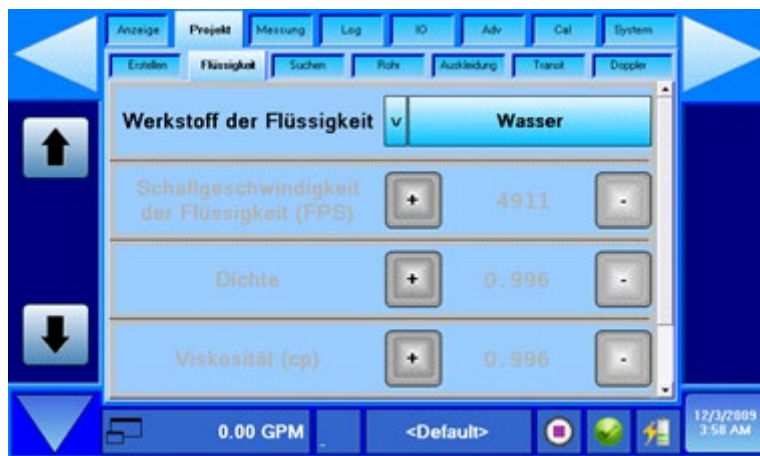 Anzeige Projekt Messung Log IO Adv Cal System
Erstellen Flüssigkeit Suchen Rohr Auskleidung Transit Doppler
Werkstoff der Flüssigkeit v Wasser
Schallgeschwindigkeit
der Flüssigkeit (FPS) + 4911 -
Dichte + 0.996 -
Viskosität (cp) + 0.996 -
0.00 GPM _ <Default>
12/3/2009
3:58 AM